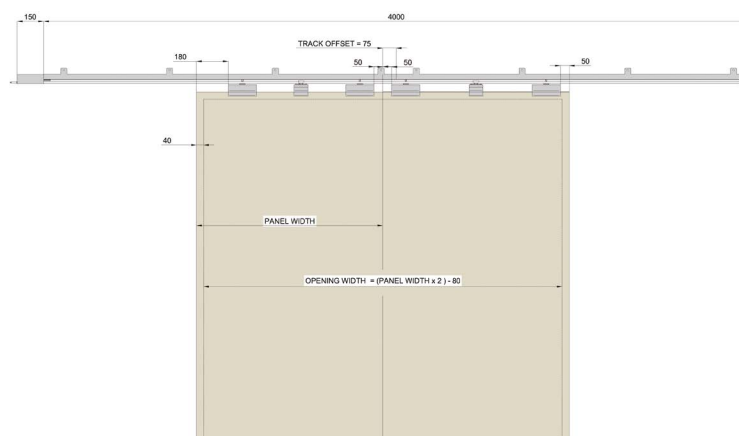 150
4000
TRACK OFFSET = 75
180
50
50
50
40
PANEL WIDTH
OPENING WIDTH = (PANEL WIDTH x 2 ) - 80